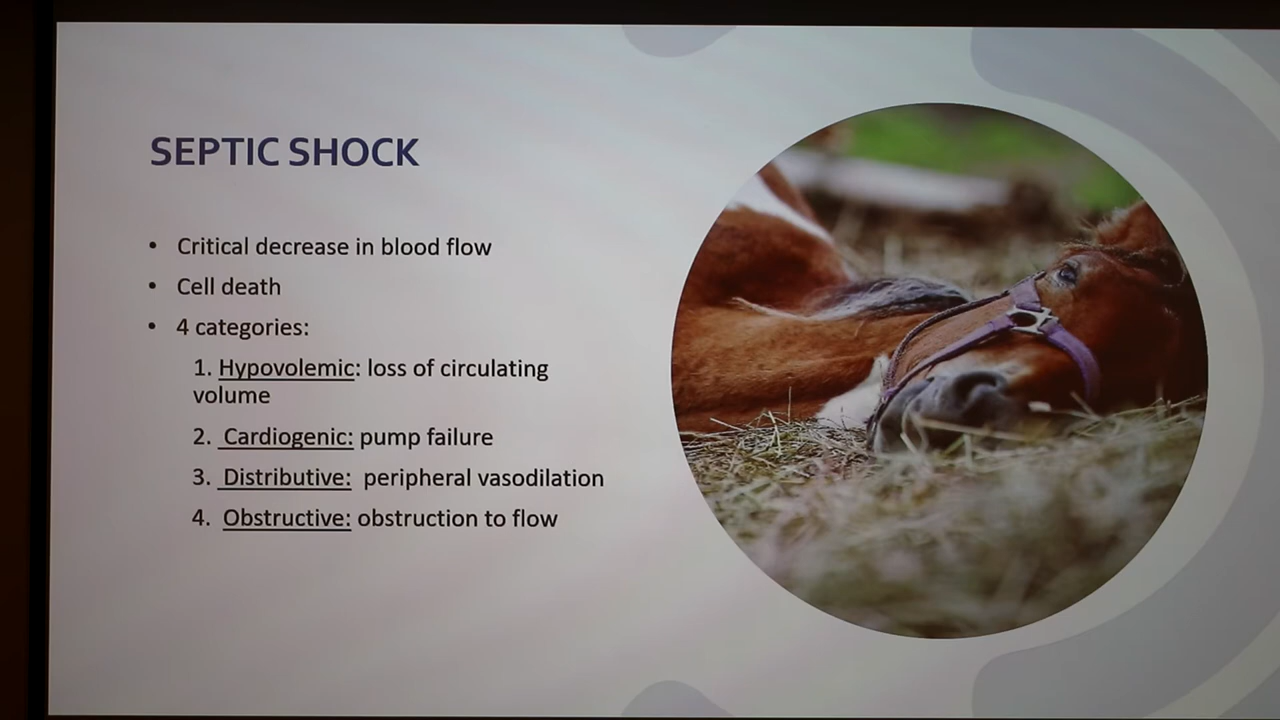 SEPTIC SHOCK
• Critical decrease in blood flow
• Cell death
• 4 categories:
1. Hypovolemic: loss of circulating
volume
2. Cardiogenic: pump failure
3. Distributive: peripheral vasodilation
4. Obstructive: obstruction to flow